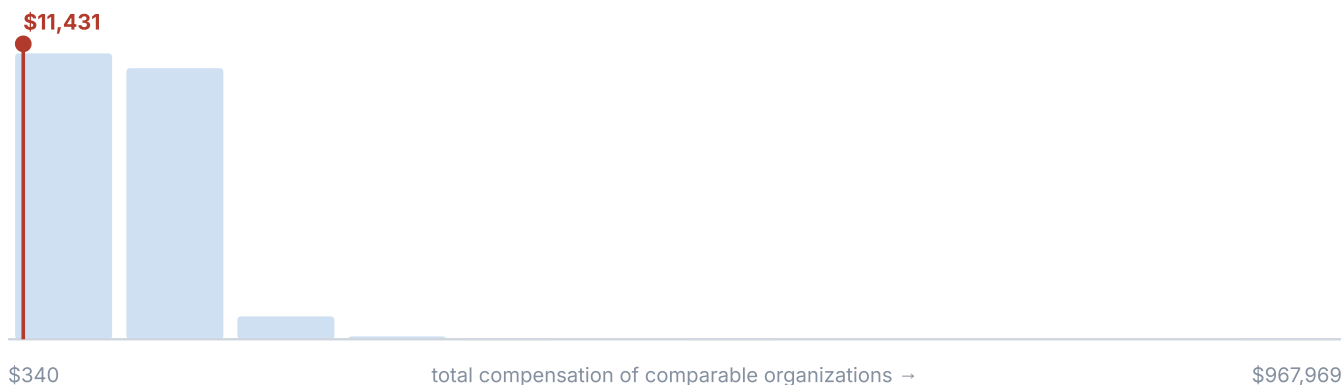 $11,431
$340 total compensation of comparable organizations → $967,969